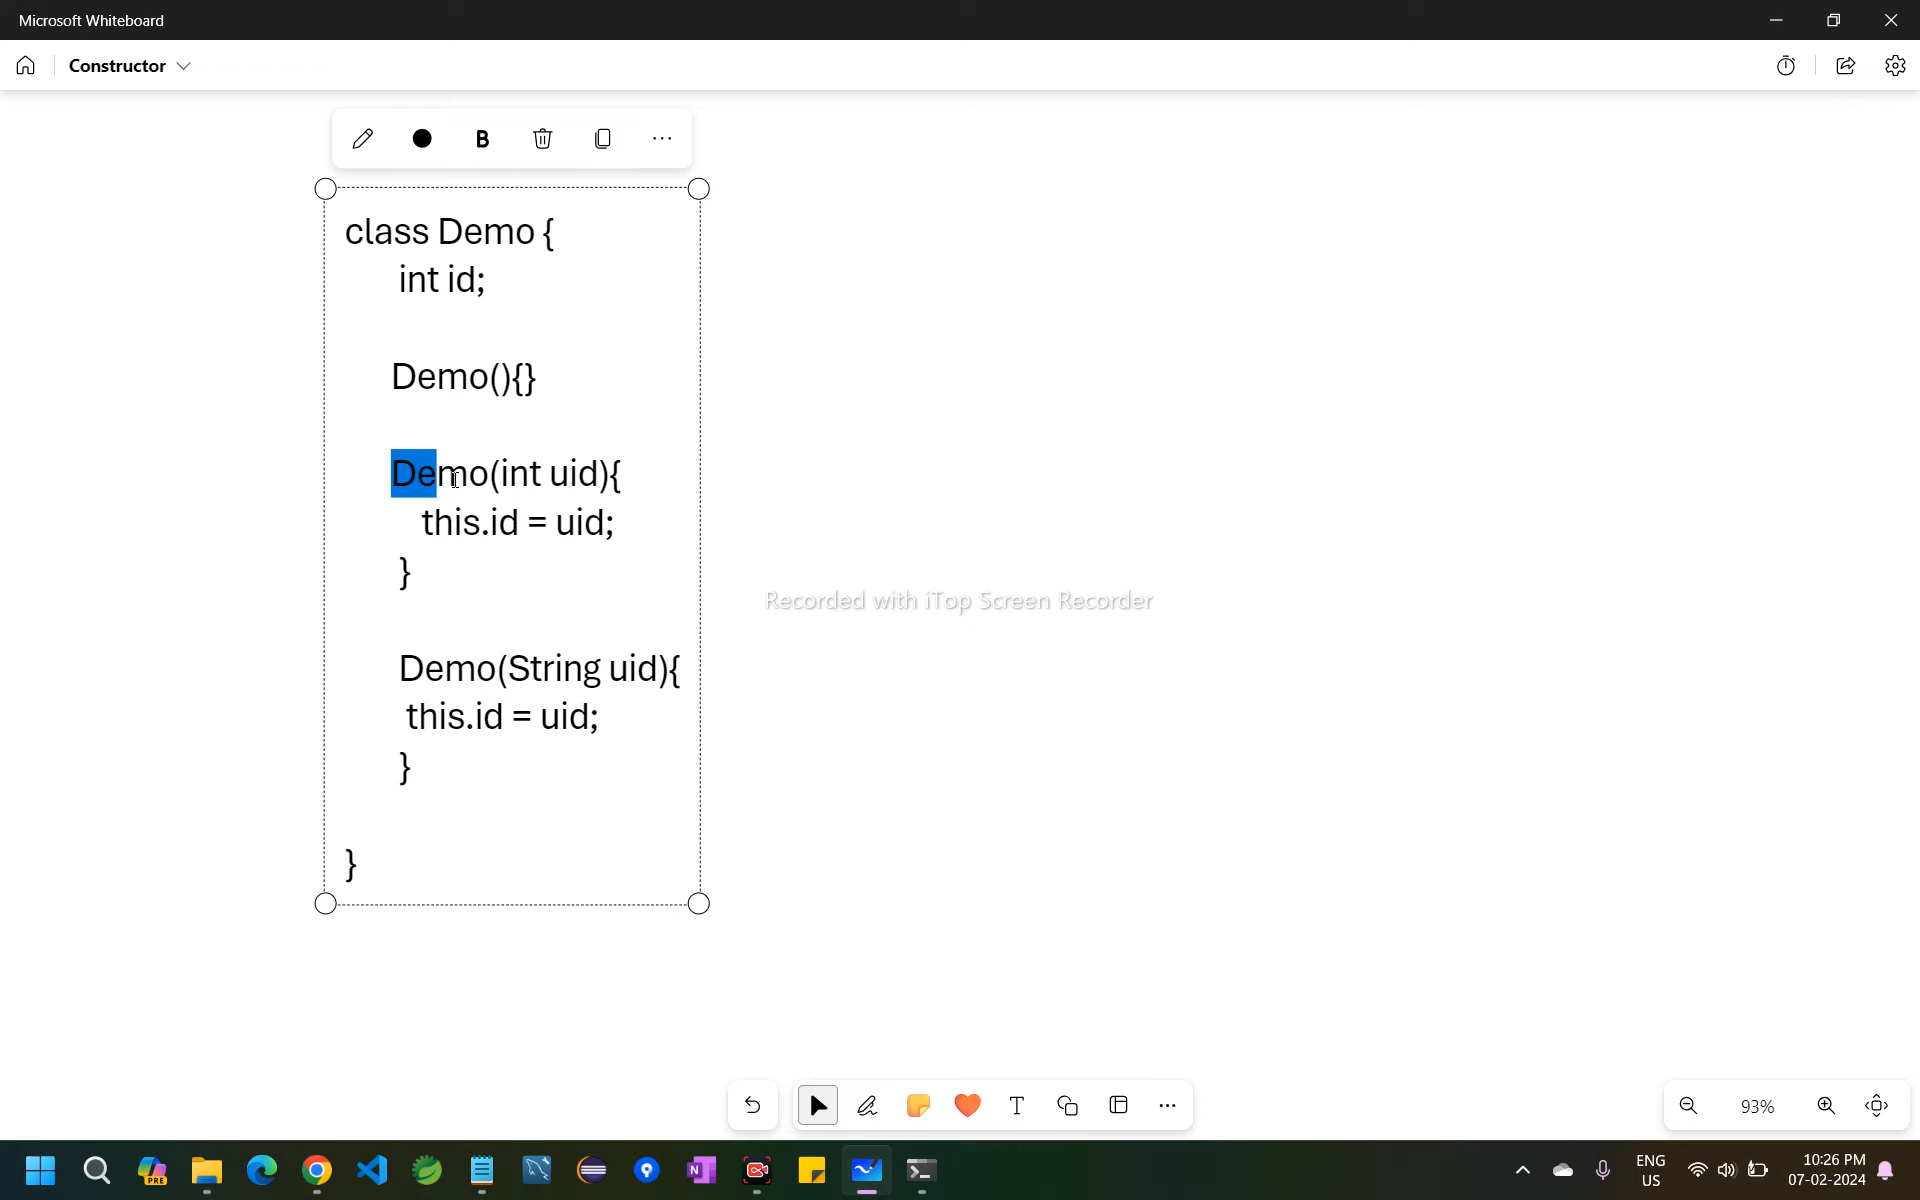 Microsoft Whiteboard
Constructor
B
class Demo {
int id;
Demo(){}
Demo(int uid){
this.id = uid;
}
Demo(String uid){
this.id = uid;
}
}
Recorded with iTop Screen Recorder
T
93%
PRE
N
ENG
US
10:26 PM
07-02-2024